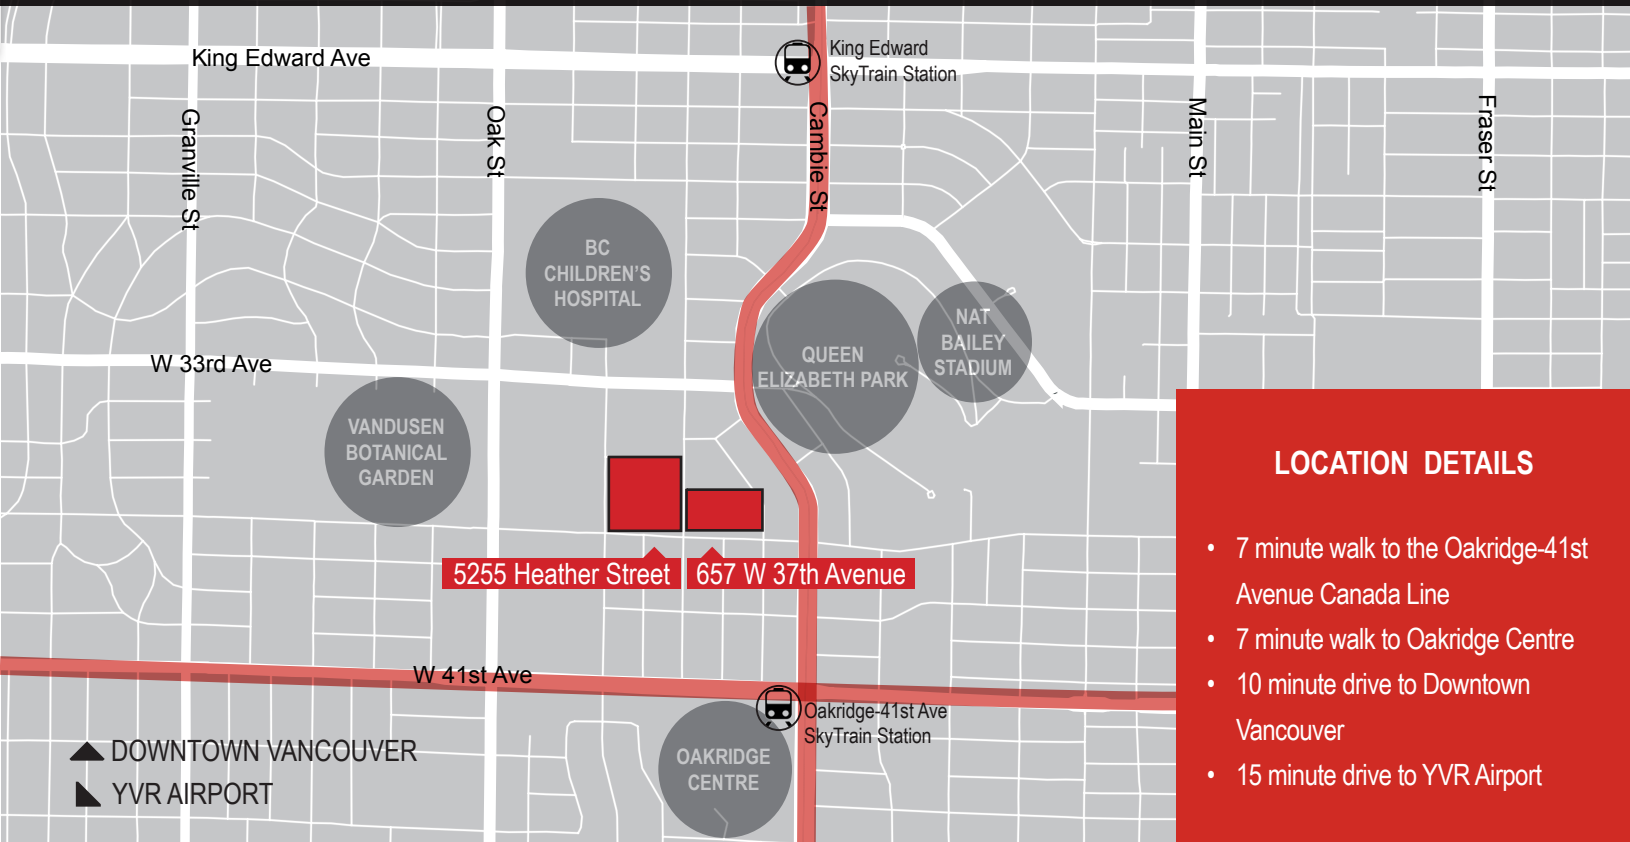 King Edward Ave
King Edward
SkyTrain Station
Granville St
Oak St
Cambie St
Main St
Fraser St
BC
CHILDREN'S
HOSPITAL
W 33rd Ave
QUEEN
ELIZABETH PARK
NAT
BAILEY
STADIUM
VANDUSEN
BOTANICAL
GARDEN
5255 Heather Street
657 W 37th Avenue
W 41st Ave
Oakridge-41st Ave
SkyTrain Station
OAKRIDGE
CENTRE
DOWNTOWN VANCOUVER
YVR AIRPORT
LOCATION DETAILS
• 7 minute walk to the Oakridge-41st
Avenue Canada Line
• 7 minute walk to Oakridge Centre
• 10 minute drive to Downtown
Vancouver
• 15 minute drive to YVR Airport